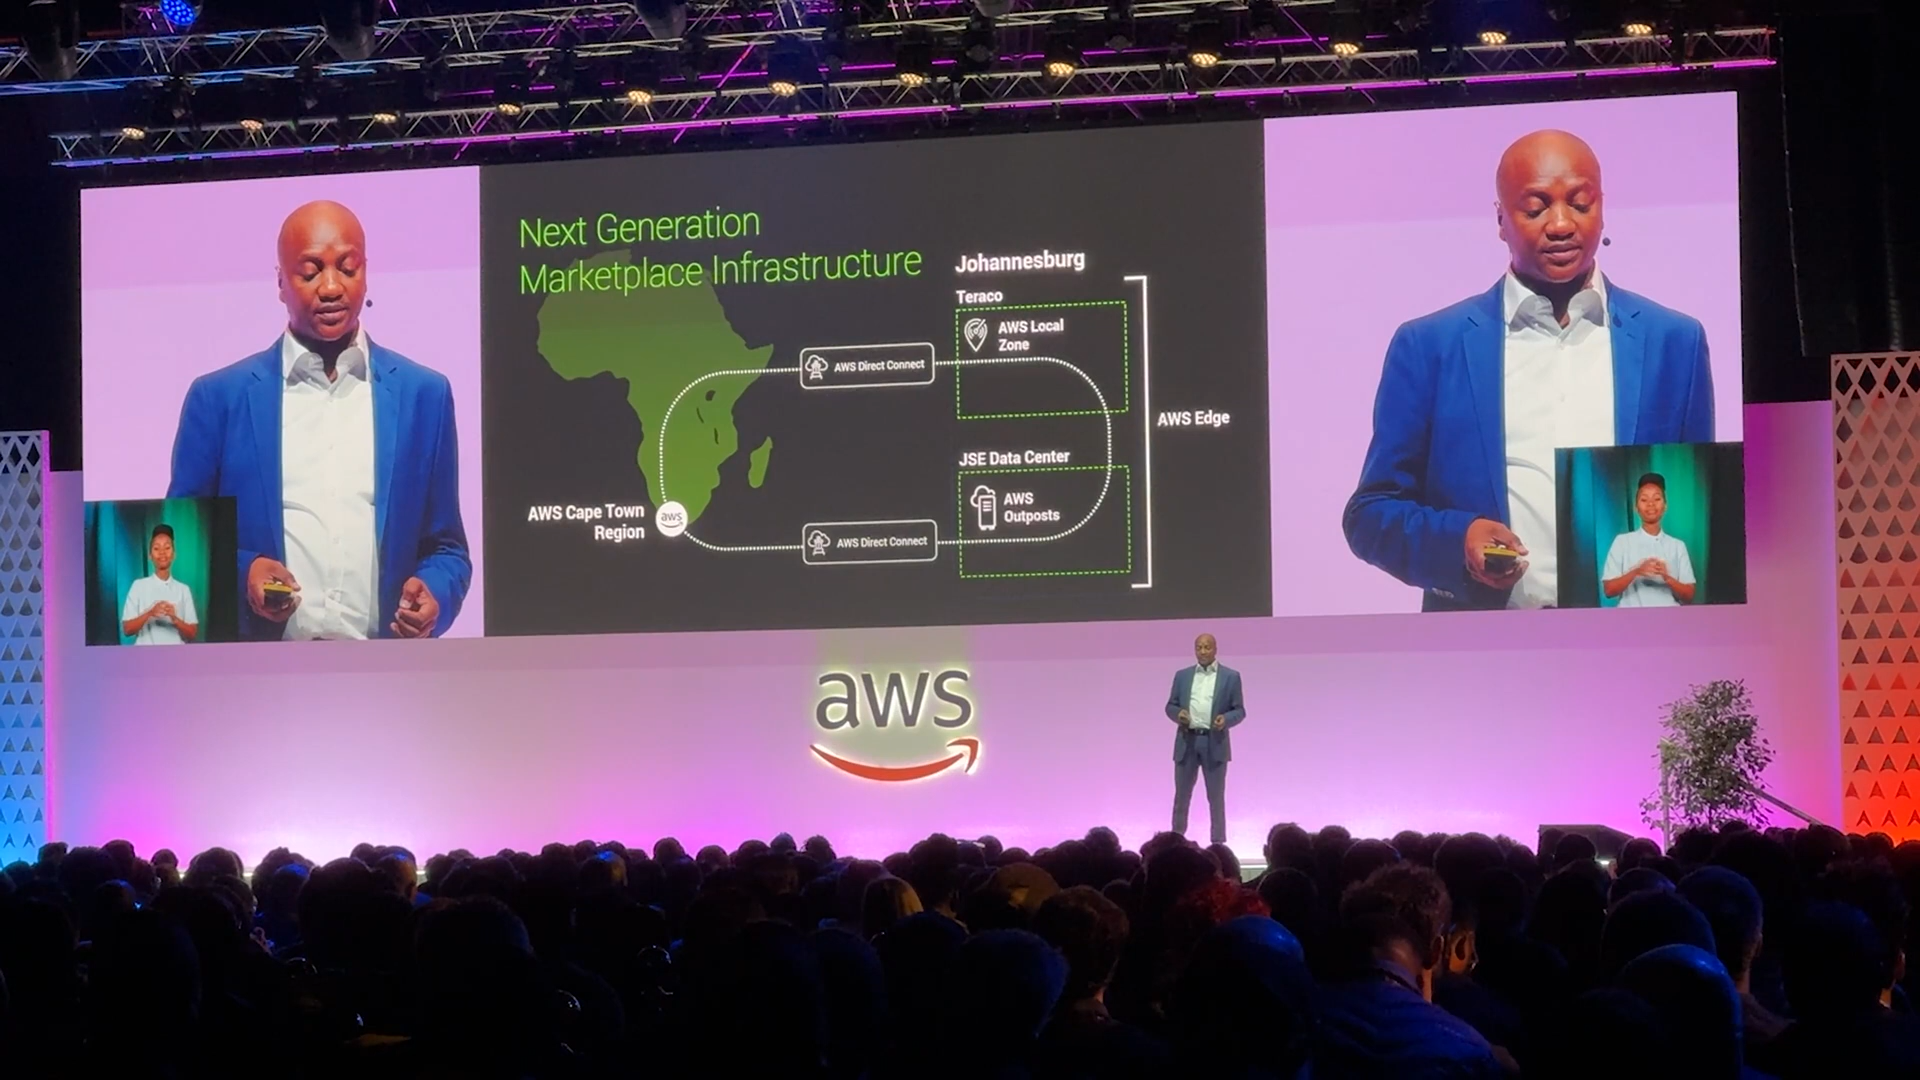 Next Generation
Marketplace Infrastructure
Johannesburg
Teraco
AWS Local
Zone
AWS Direct Connect
AWS Edge
JSE Data Center
AWS
Outposts
AWS Cape Town
Region
aws
AWS Direct Connect
aws